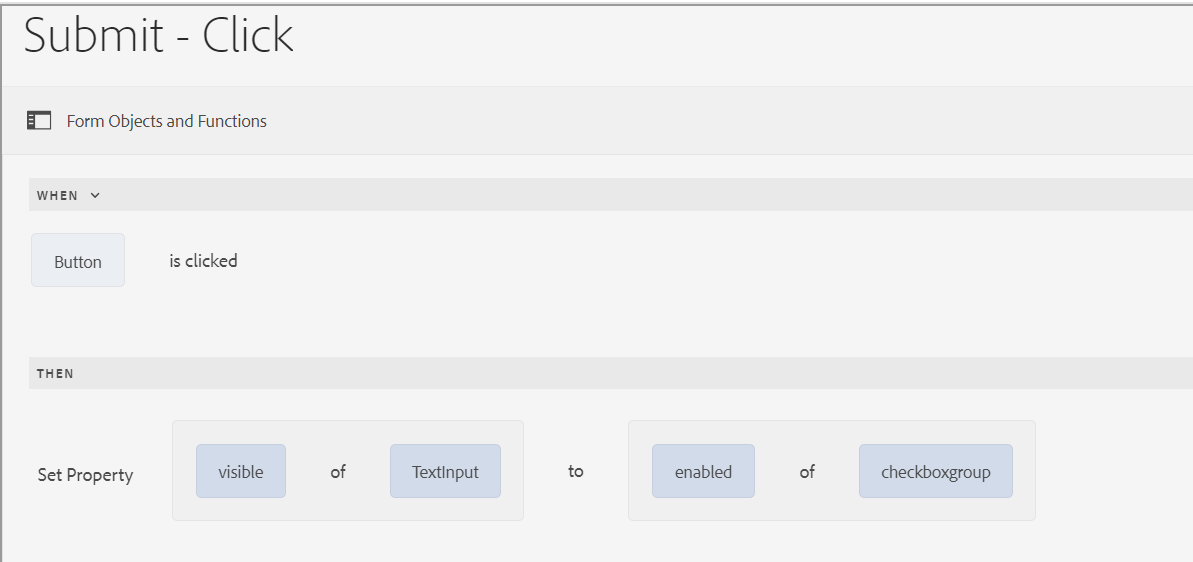 Submit - Click
Form Objects and Functions
WHEN
Button is clicked
THEN
Set Property visible of TextInput to enabled of checkboxgroup